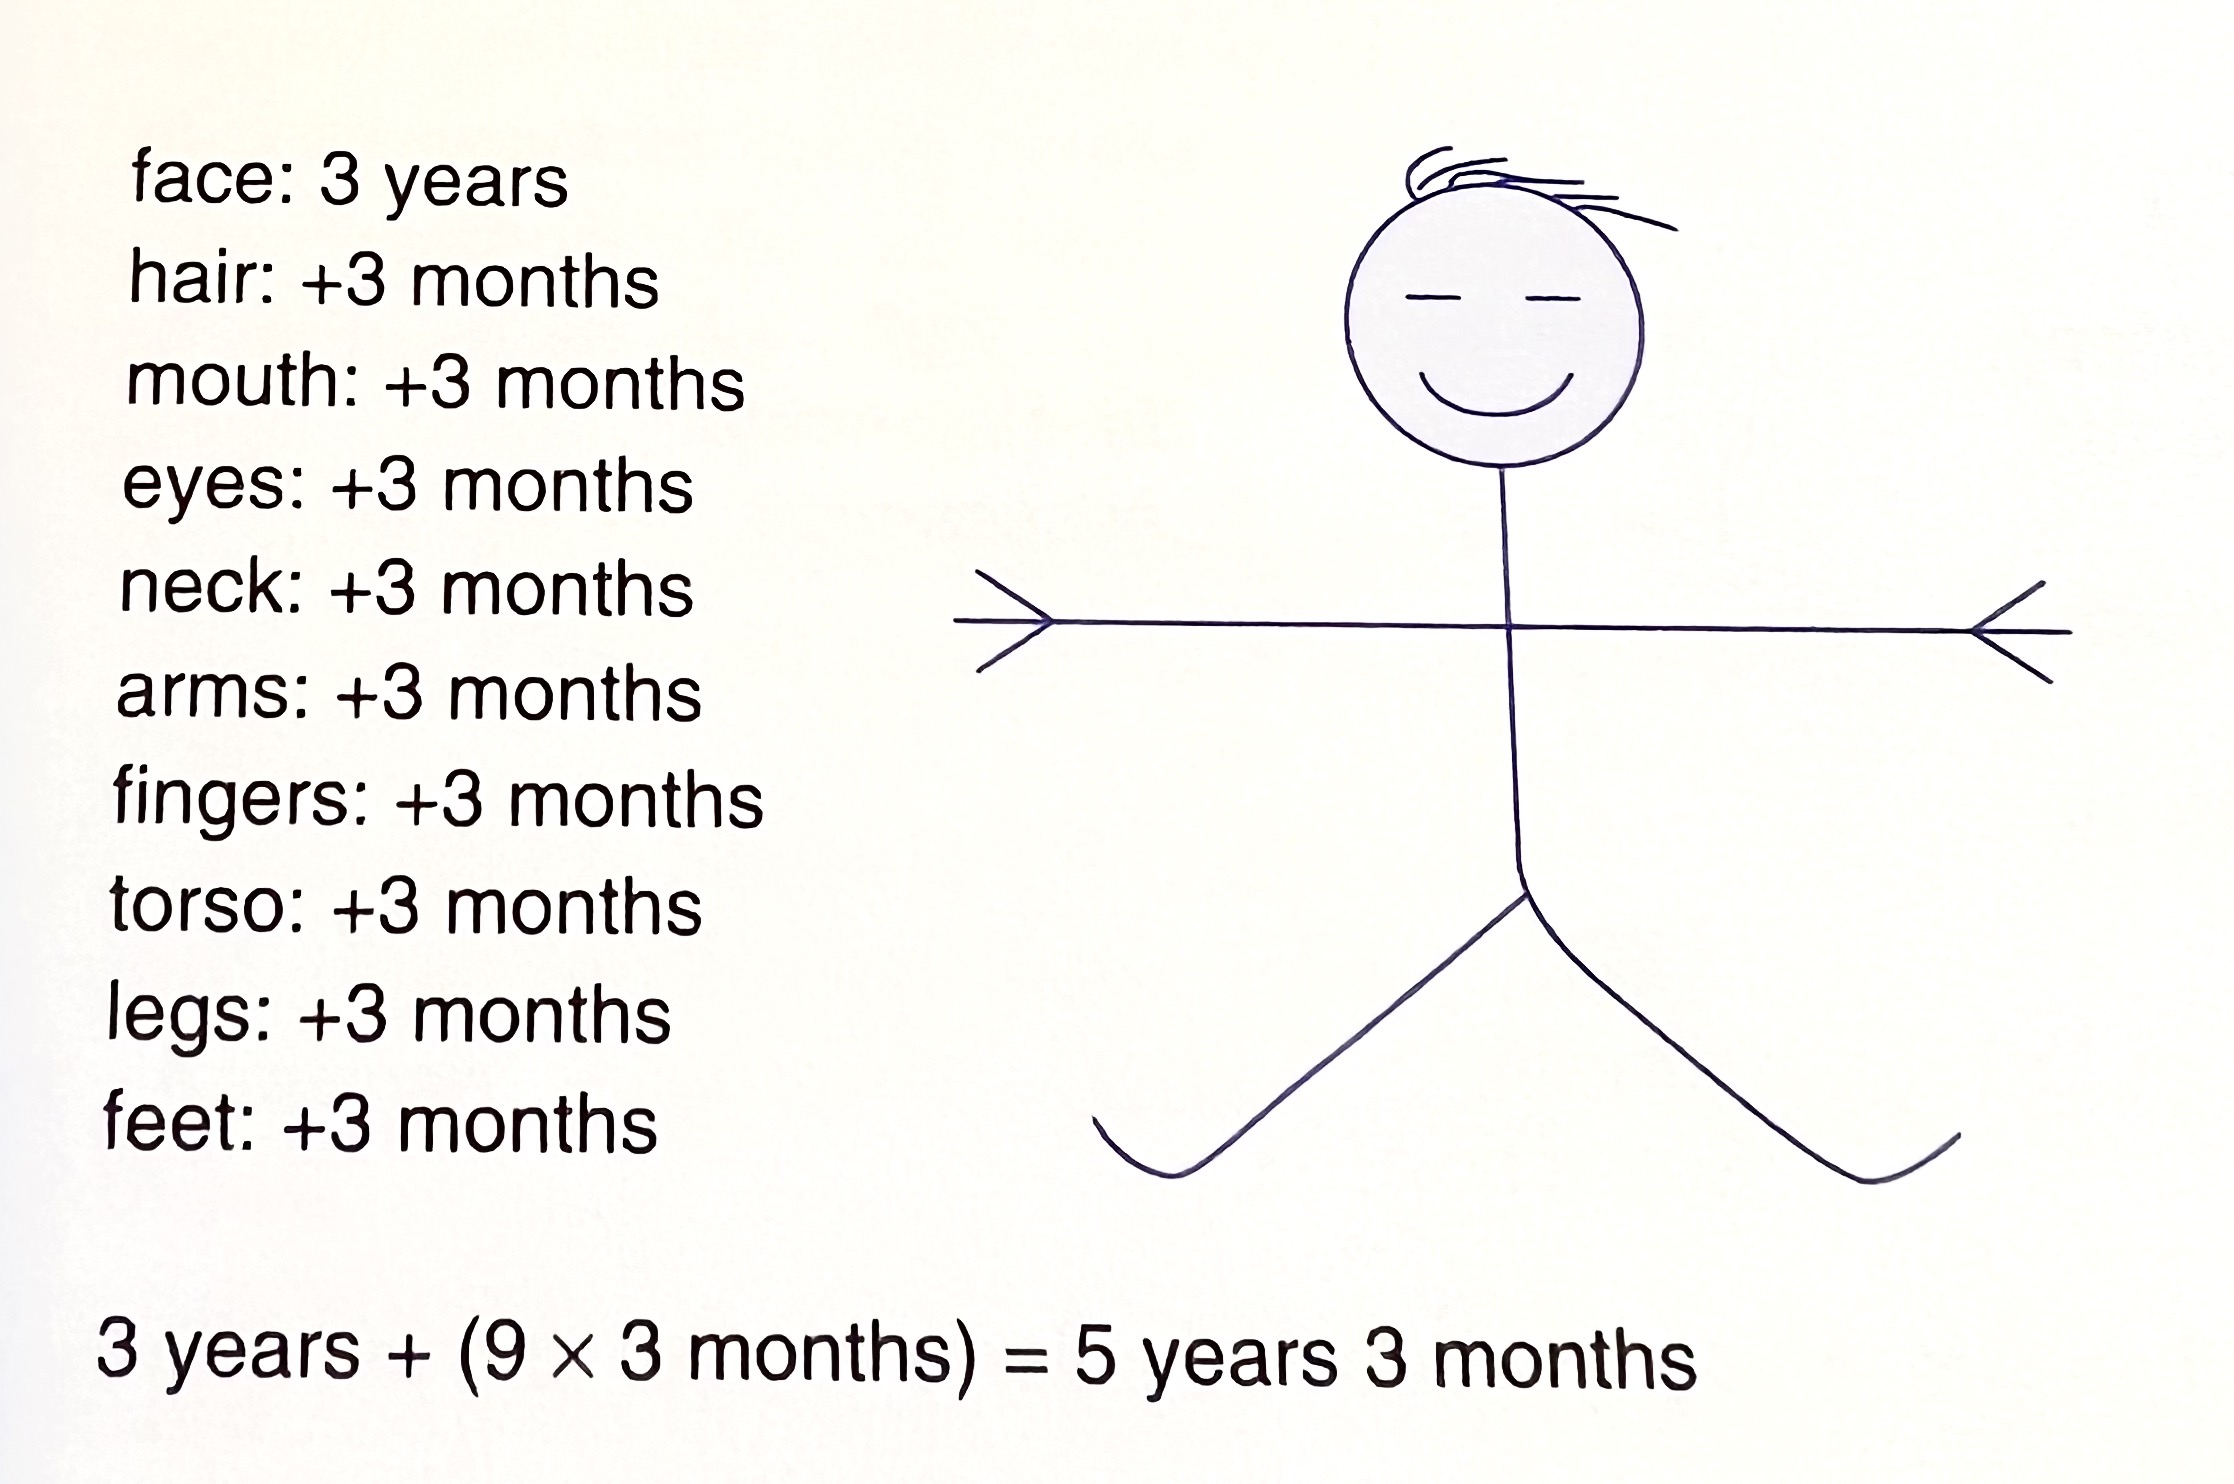 face: 3 years
hair: +3 months
mouth: +3 months
eyes: +3 months
neck: +3 months
arms: +3 months
fingers: +3 months
torso: +3 months
legs: +3 months
feet: +3 months
3 years + (9 × 3 months) = 5 years 3 months